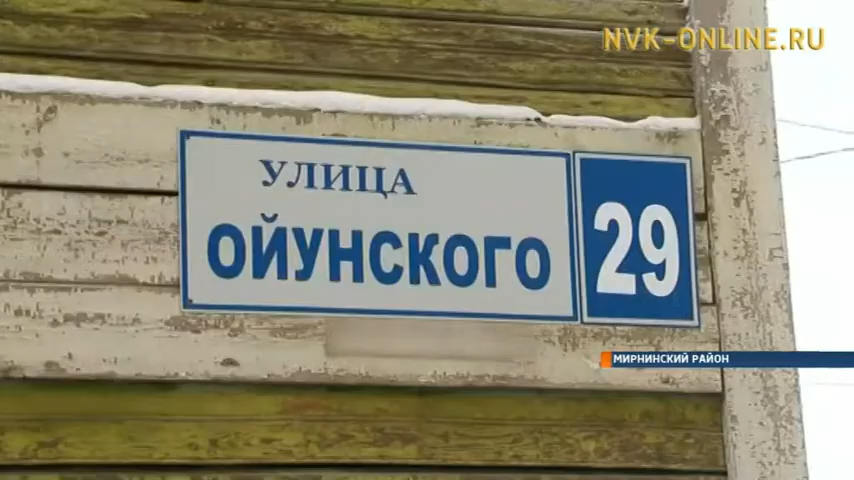 NVK-ONLINE.RU
УЛИЦА
ОЙУНСКОГО
29
МИРНИНСКИЙ РАЙОН